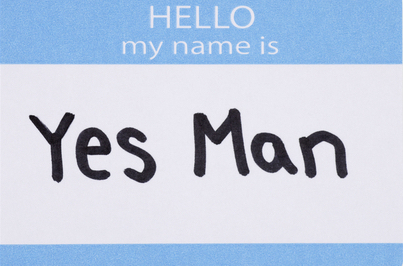 HELLO
my name is
Yes Man